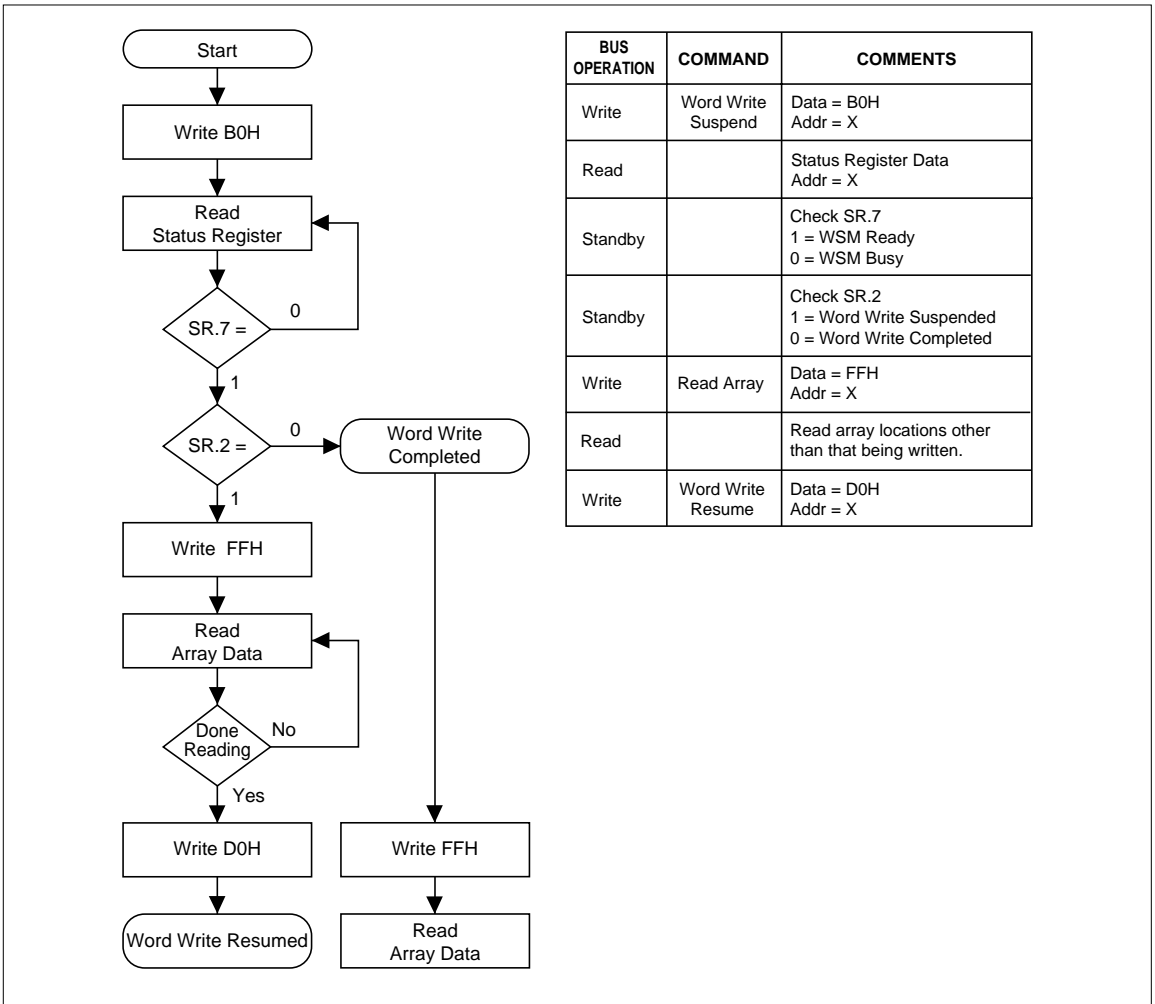 Start
Write B0H
Read
Status Register
SR.7 =
0
1
SR.2 =
0
Word Write
Completed
1
Write FFH
Read
Array Data
Done
Reading
No
Yes
Write D0H
Write FFH
Word Write Resumed
Read
Array Data
BUS
OPERATION
COMMAND
COMMENTS
Write
Word Write
Suspend
Data = B0H
Addr = X
Read
Status Register Data
Addr = X
Standby
Check SR.7
1 = WSM Ready
0 = WSM Busy
Standby
Check SR.2
1 = Word Write Suspended
0 = Word Write Completed
Write
Read Array
Data = FFH
Addr = X
Read
Read array locations other
than that being written.
Write
Word Write
Resume
Data = D0H
Addr = X